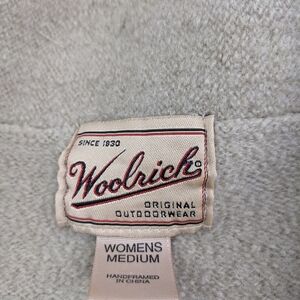 SINCE 1830
Woolrich®
ORIGINAL
OUTDOORWEAR
WOMENS
MEDIUM
HANDFRAMED
IN CHINA